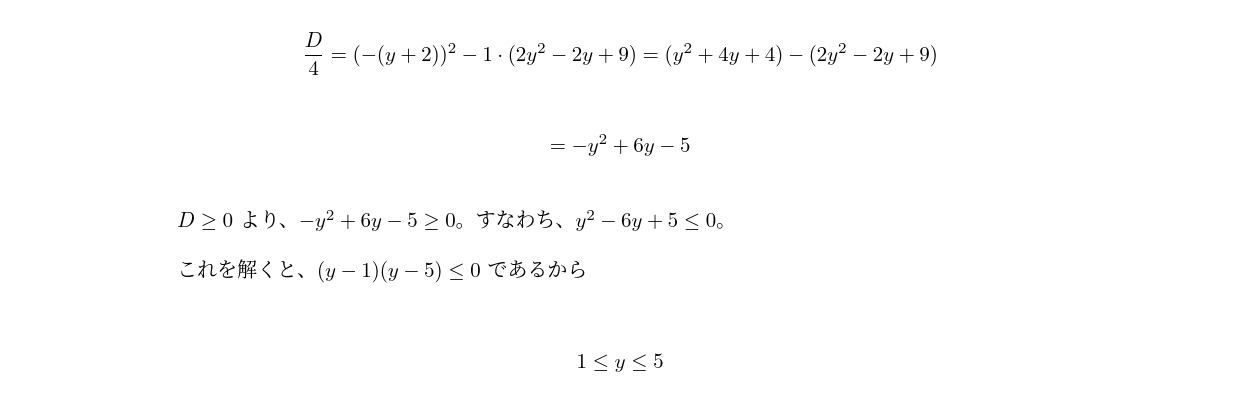 D/4 = (−(y + 2))² − 1 · (2y² − 2y + 9) = (y² + 4y + 4) − (2y² − 2y + 9)
= −y² + 6y − 5
D ≥ 0 より、−y² + 6y − 5 ≥ 0。すなわち、y² − 6y + 5 ≤ 0。
これを解くと、(y − 1)(y − 5) ≤ 0 であるから
1 ≤ y ≤ 5